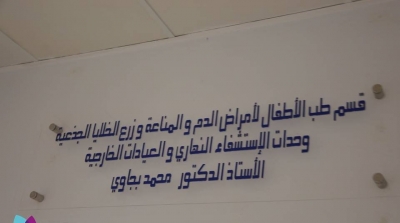 قسم طب الأطفال لأمراض الدم و المناعة و زرع الخلايا الجذعية
وحدات الإستشفاء النهاري و العيادات الخارجية
الأستاذ الدكتور محمد بجاوي